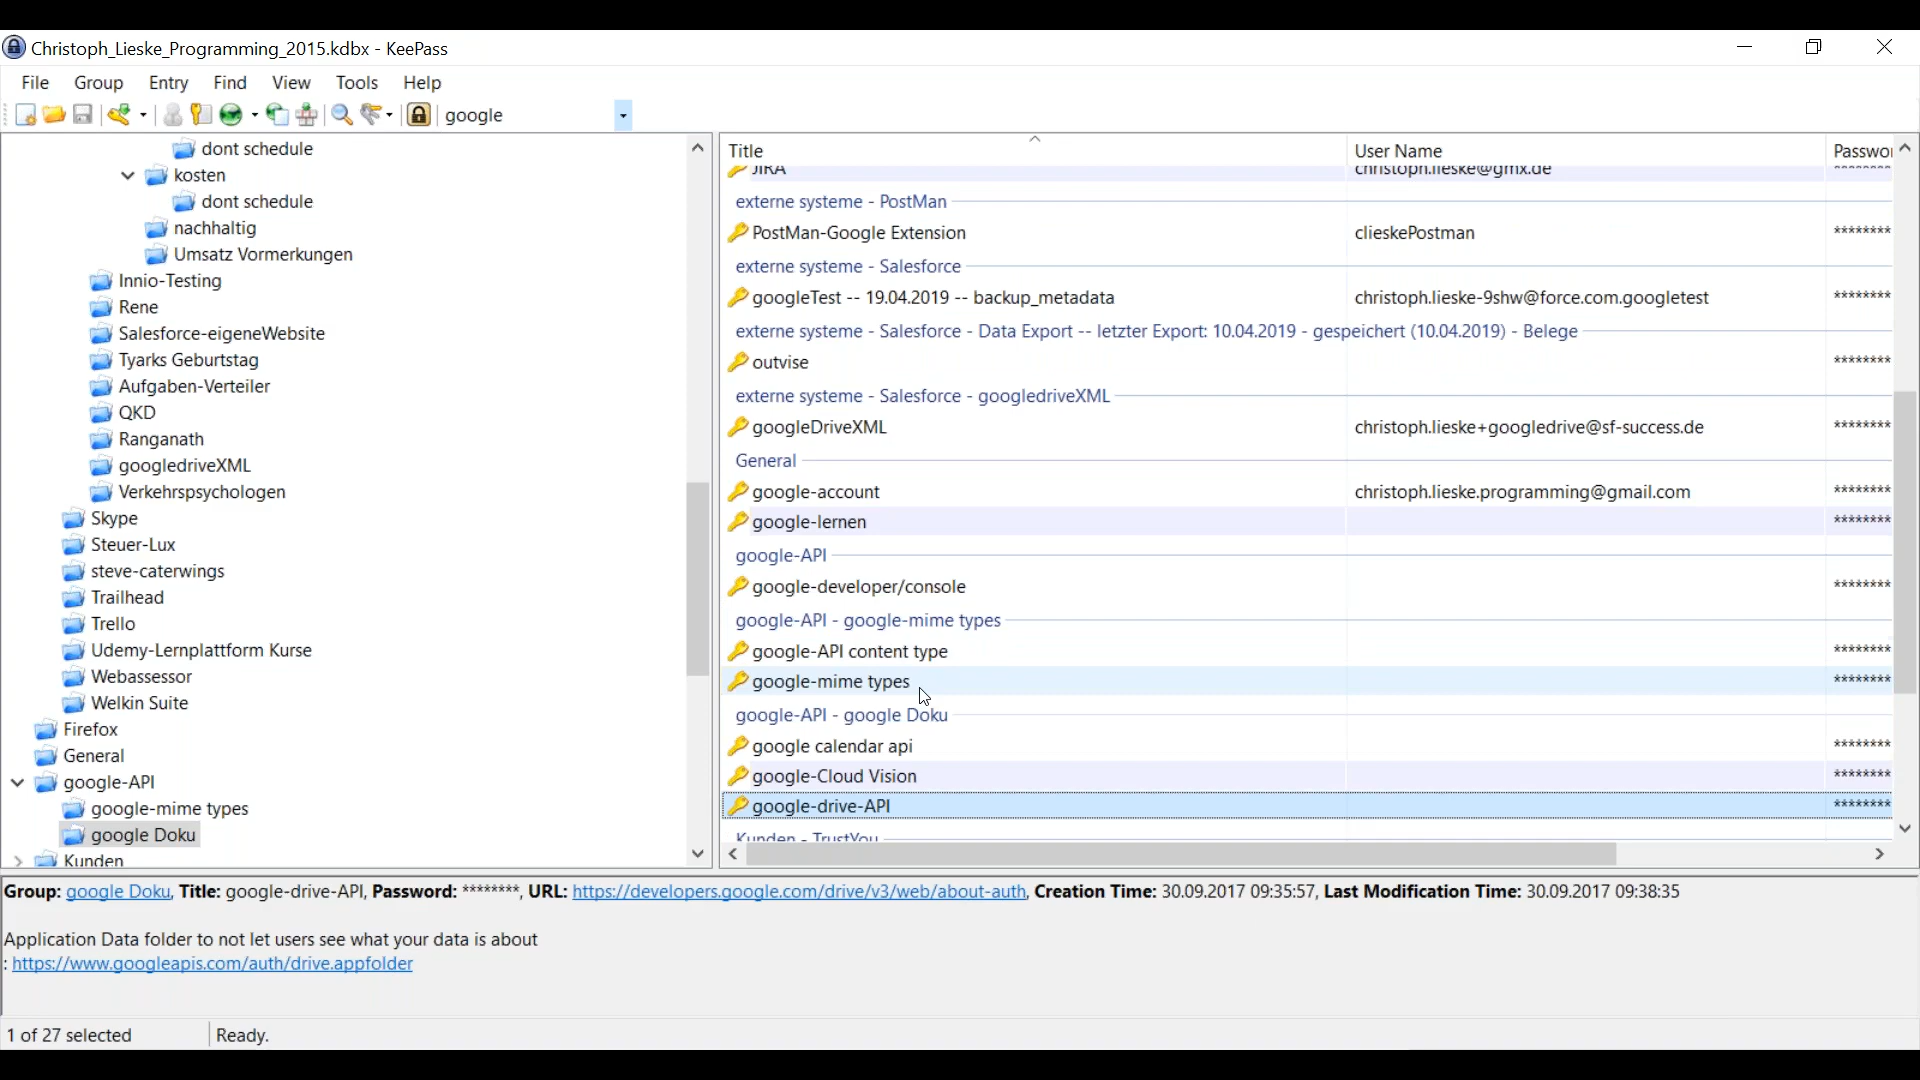 Christoph_Lieske_Programming_2015.kdbx - KeePass
File Group Entry Find View Tools Help
google
dont schedule
kosten
dont schedule
nachhaltig
Umsatz Vormerkungen
Innio-Testing
Rene
Salesforce-eigeneWebsite
Tyarks Geburtstag
Aufgaben-Verteiler
QKD
Ranganath
googledriveXML
Verkehrspsychologen
Skype
Steuer-Lux
steve-caterwings
Trailhead
Trello
Udemy-Lernplattform Kurse
Webassessor
Welkin Suite
Firefox
General
google-API
google-mime types
google Doku
Kunden
Title User Name Passwo
JIRA christoph.lieske@gmx.de ********
externe systeme - PostMan
PostMan-Google Extension clieskePostman ********
externe systeme - Salesforce
googleTest -- 19.04.2019 -- backup_metadata christoph.lieske-9shw@force.com.googletest ********
externe systeme - Salesforce - Data Export -- letzter Export: 10.04.2019 - gespeichert (10.04.2019) - Belege
outvise ********
externe systeme - Salesforce - googledriveXML
googleDriveXML christoph.lieske+googledrive@sf-success.de ********
General
google-account christoph.lieske.programming@gmail.com ********
google-lernen ********
google-API
google-developer/console ********
google-API - google-mime types
google-API content type ********
google-mime types ********
google-API - google Doku
google calendar api ********
google-Cloud Vision ********
google-drive-API ********
Kunden - TrustYou
Group: google Doku, Title: google-drive-API, Password: ********, URL: https://developers.google.com/drive/v3/web/about-auth, Creation Time: 30.09.2017 09:35:57, Last Modification Time: 30.09.2017 09:38:35
Application Data folder to not let users see what your data is about
: https://www.googleapis.com/auth/drive.appfolder
1 of 27 selected Ready.